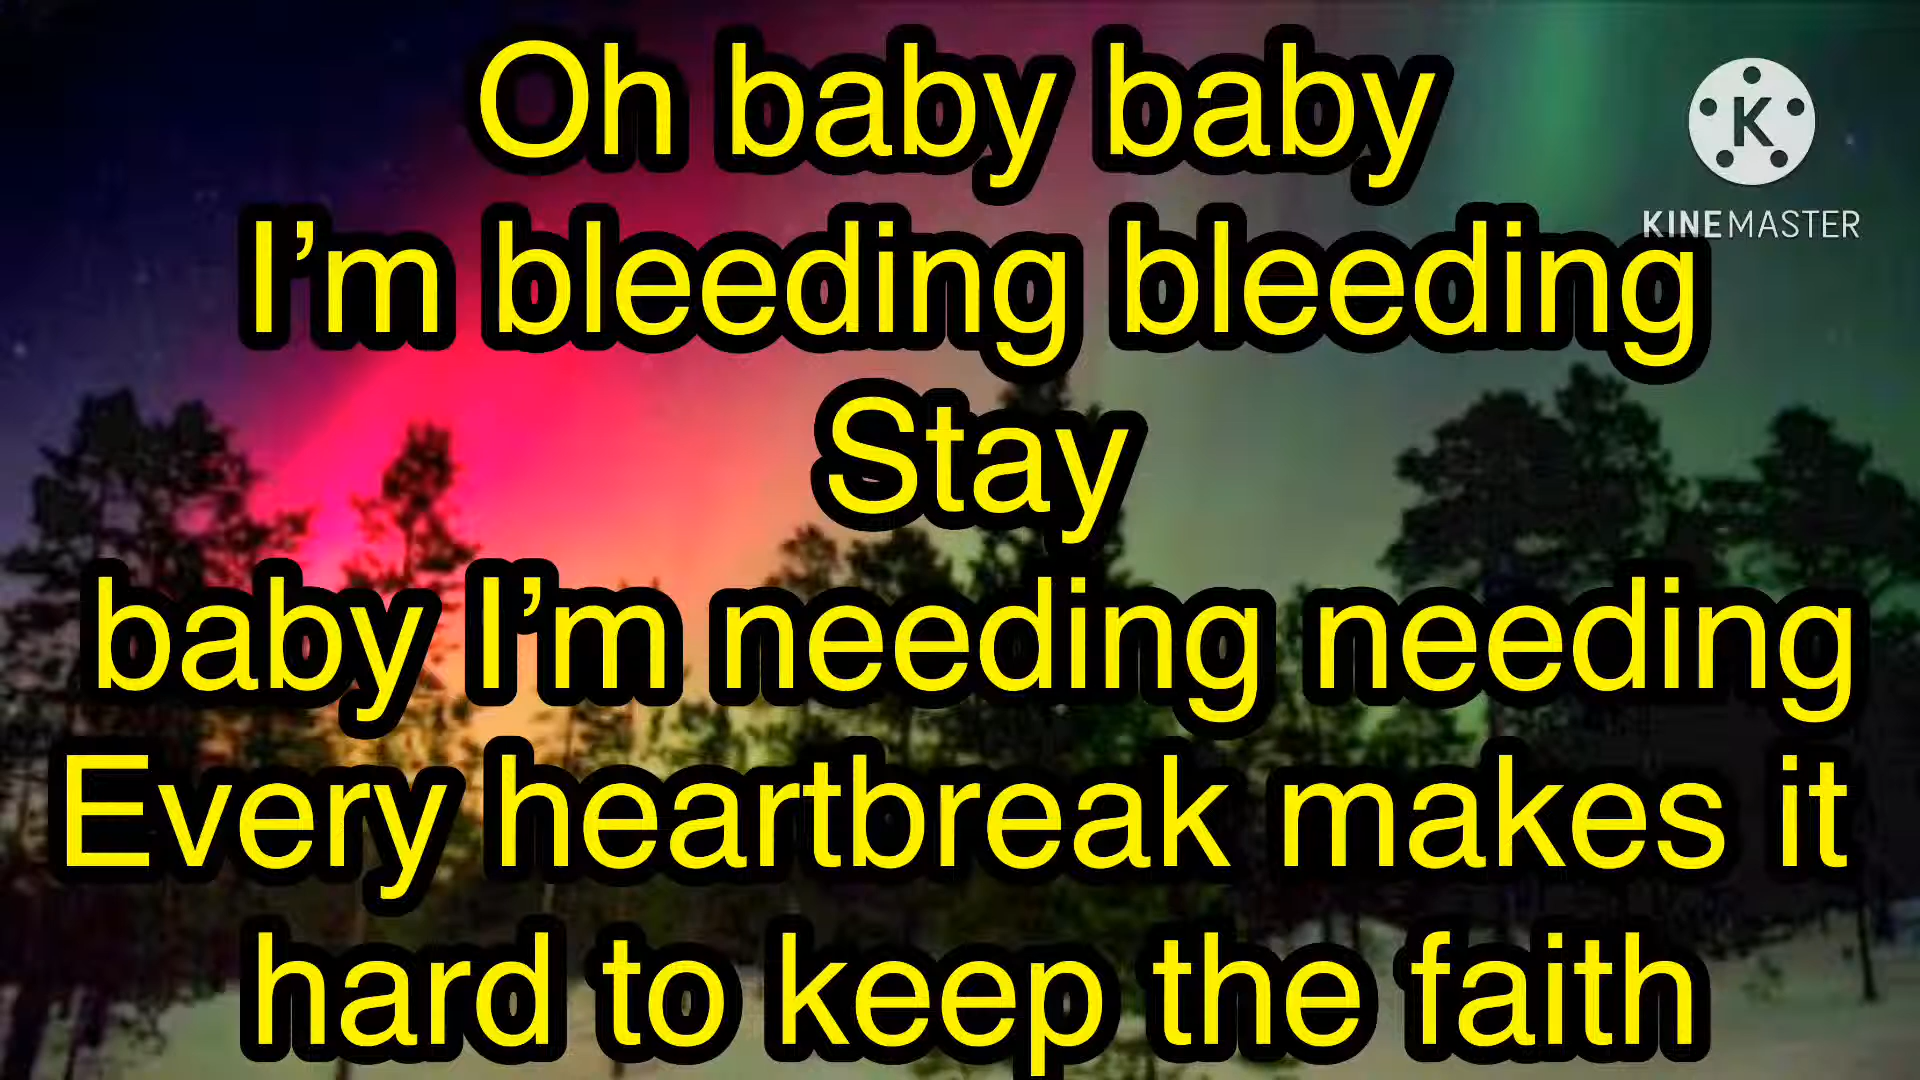 Oh baby baby
I'm bleeding bleeding
Stay
baby I'm needing needing
Every heartbreak makes it
hard to keep the faith
K
KINEMASTER